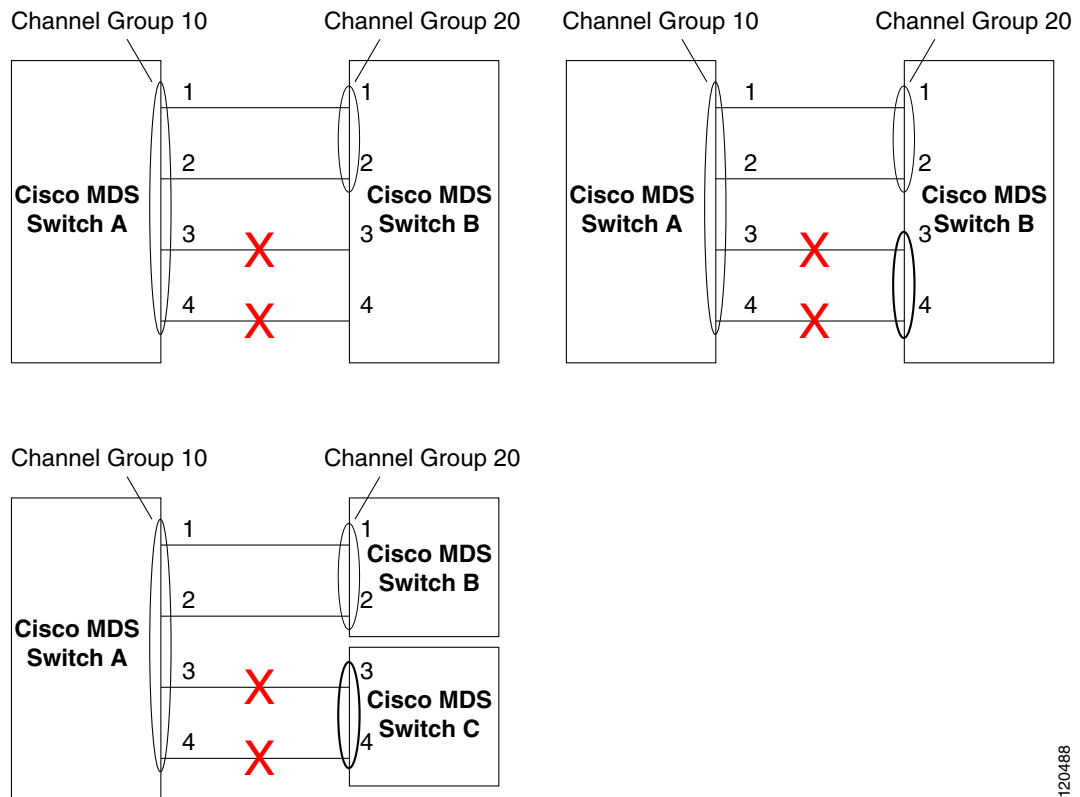 Channel Group 10
Channel Group 20
1
1
2
2
Cisco MDS
Switch A
Cisco MDS
Switch B
3
3
X
4
4
X
Channel Group 10
Channel Group 20
1
1
2
2
Cisco MDS
Switch A
Cisco MDS
Switch B
3
3
X
4
4
X
Channel Group 10
Channel Group 20
1
1
Cisco MDS
Switch B
2
2
Cisco MDS
Switch A
3
3
X
Cisco MDS
Switch C
4
4
X
120488